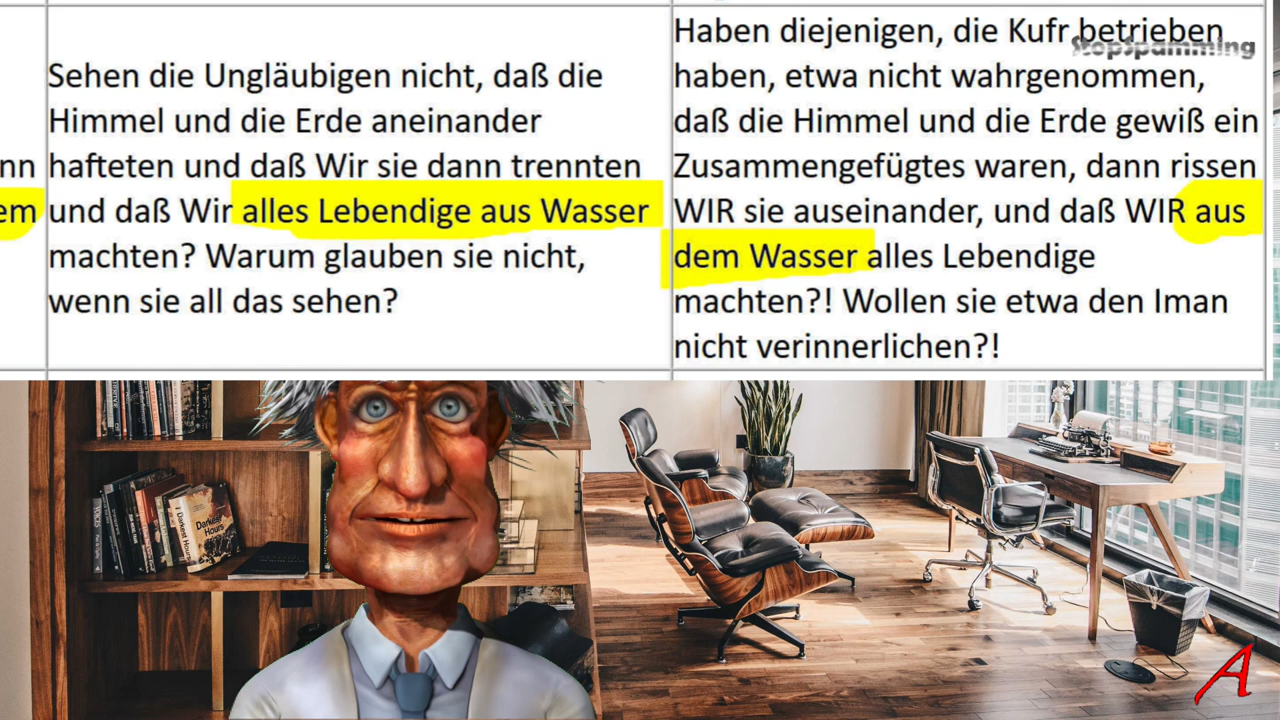 nn
em
Sehen die Ungläubigen nicht, daß die
Himmel und die Erde aneinander
hafteten und daß Wir sie dann trennten
und daß Wir alles Lebendige aus Wasser
machten? Warum glauben sie nicht,
wenn sie all das sehen?
Haben diejenigen, die Kufr betrieben
haben, etwa nicht wahrgenommen,
daß die Himmel und die Erde gewiß ein
Zusammengefügtes waren, dann rissen
WIR sie auseinander, und daß WIR aus
dem Wasser alles Lebendige
machten?! Wollen sie etwa den Iman
nicht verinnerlichen?!
StopSpamming
Darkest
Hours
A